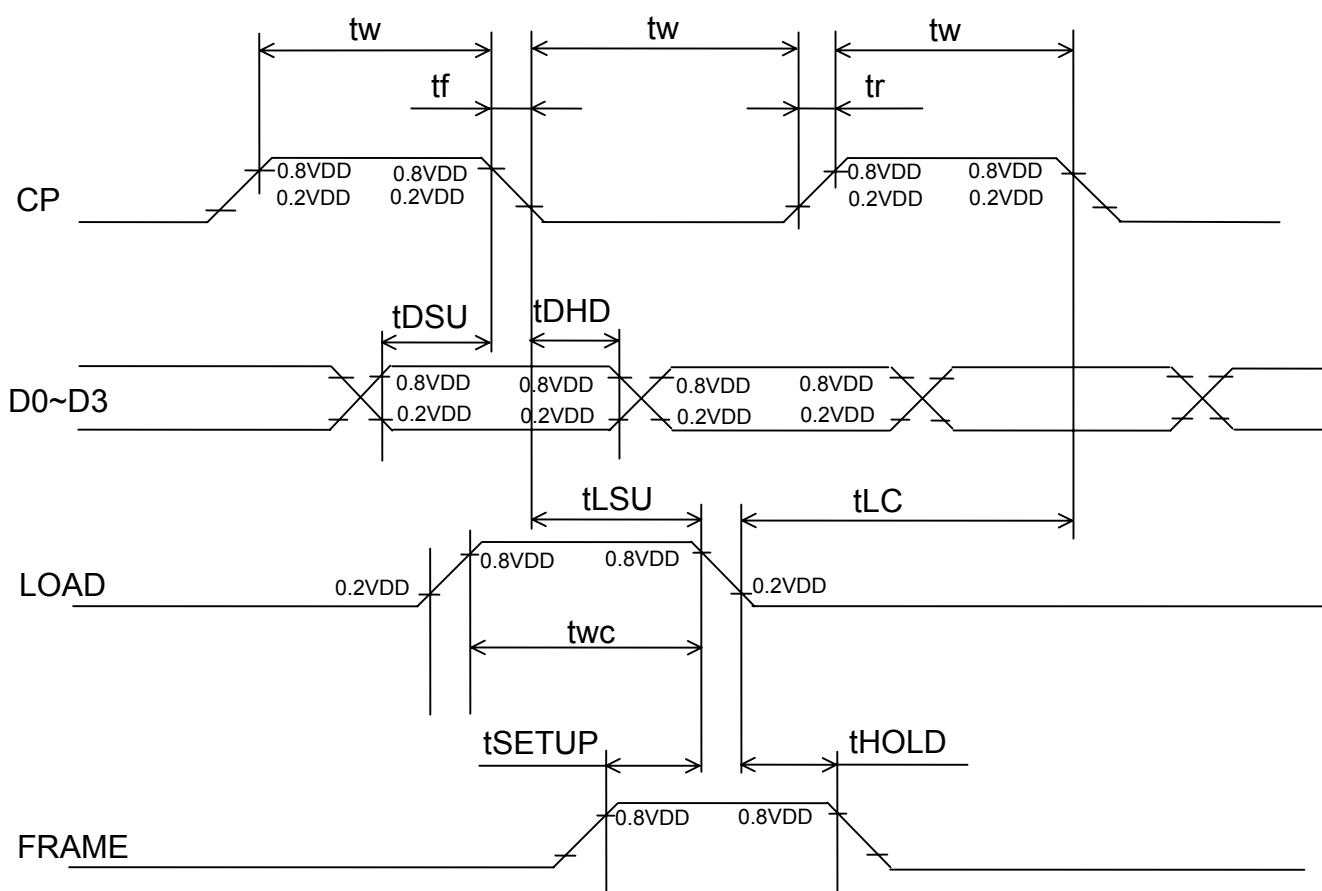 tw tw tw
tf tr
0.8VDD 0.8VDD 0.8VDD 0.8VDD
CP 0.2VDD 0.2VDD 0.2VDD 0.2VDD
tDSU tDHD
0.8VDD 0.8VDD 0.8VDD 0.8VDD
D0~D3 0.2VDD 0.2VDD 0.2VDD 0.2VDD
tLSU tLC
0.8VDD 0.8VDD
LOAD 0.2VDD 0.2VDD
twc
tSETUP tHOLD
0.8VDD 0.8VDD
FRAME